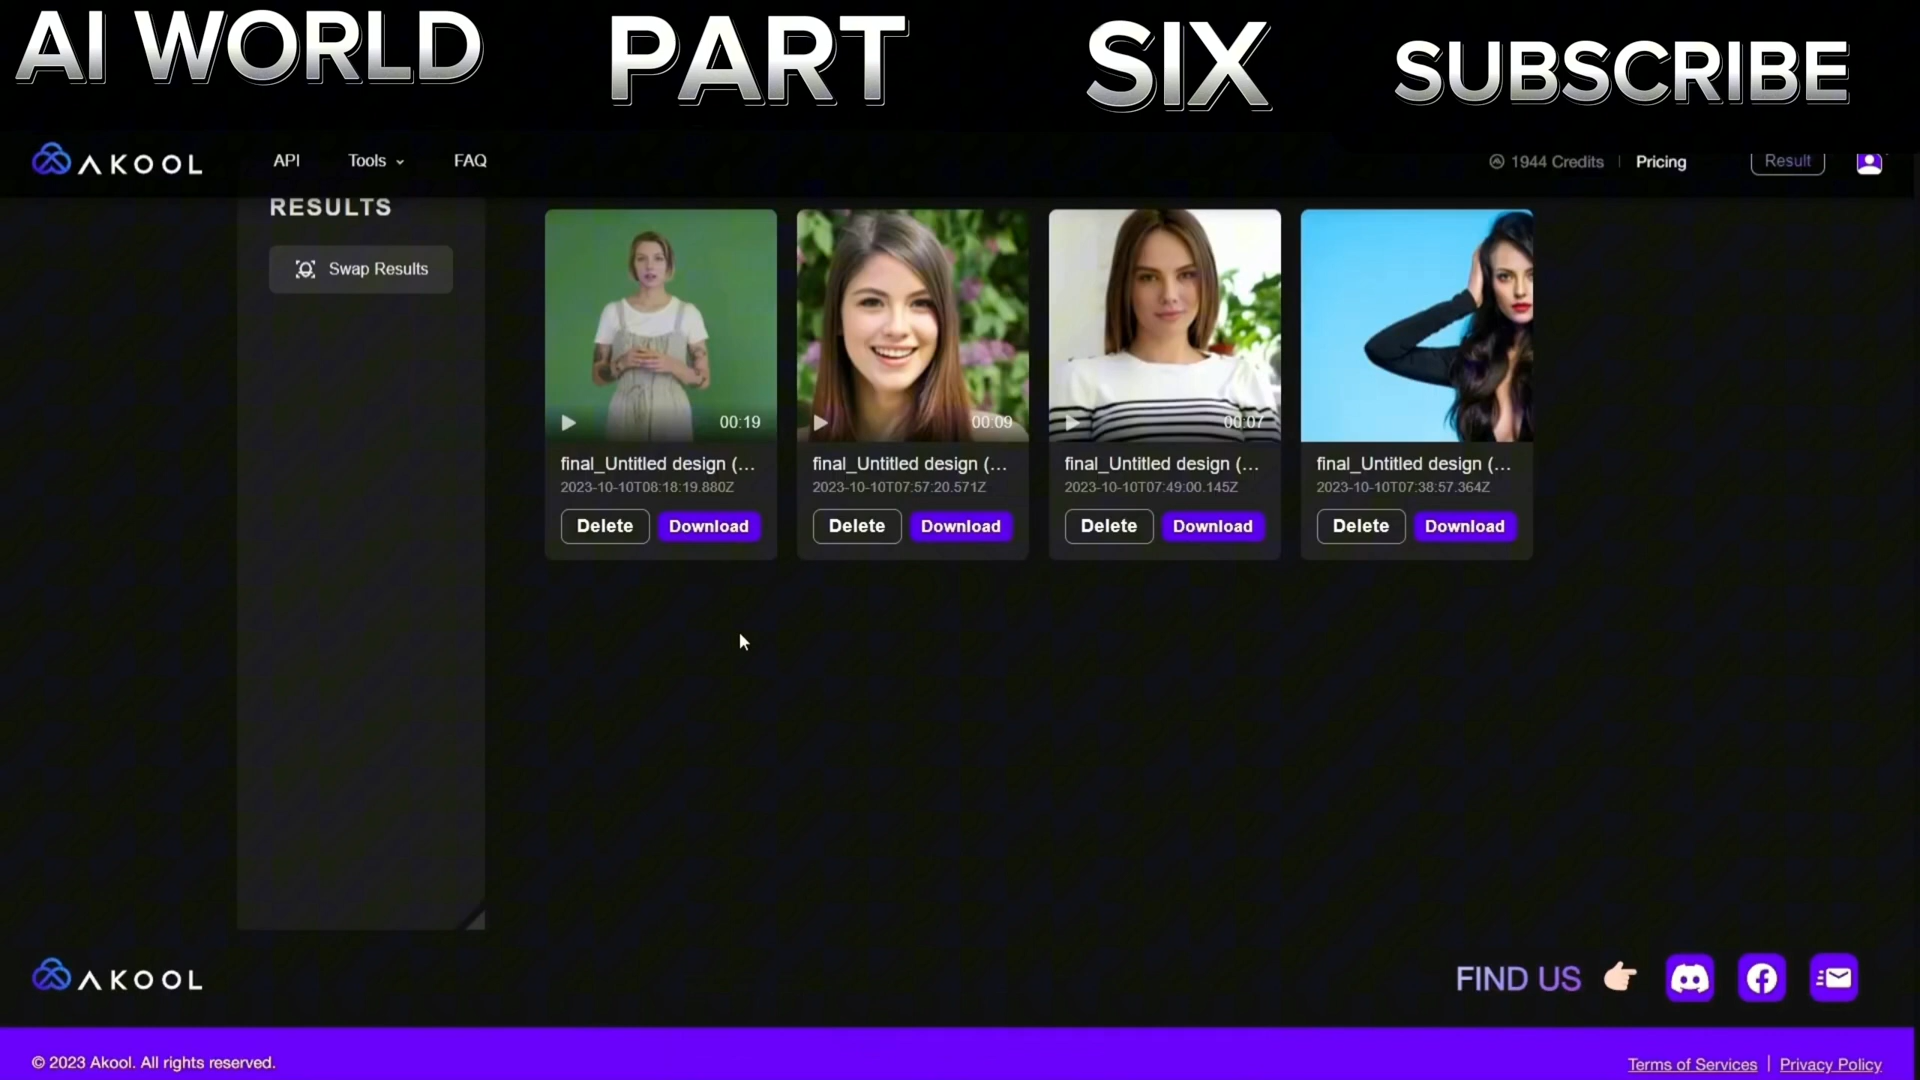 AI WORLD PART SIX SUBSCRIBE
AKOOL API Tools FAQ 1944 Credits | Pricing Result
RESULTS
Swap Results
00:19 00:09 00:07
final_Untitled design (... final_Untitled design (... final_Untitled design (... final_Untitled design (...
2023-10-10T08:18:19.880Z 2023-10-10T07:57:20.571Z 2023-10-10T07:49:00.145Z 2023-10-10T07:38:57.364Z
Delete Download Delete Download Delete Download Delete Download
AKOOL FIND US
© 2023 Akool. All rights reserved. Terms of Services | Privacy Policy